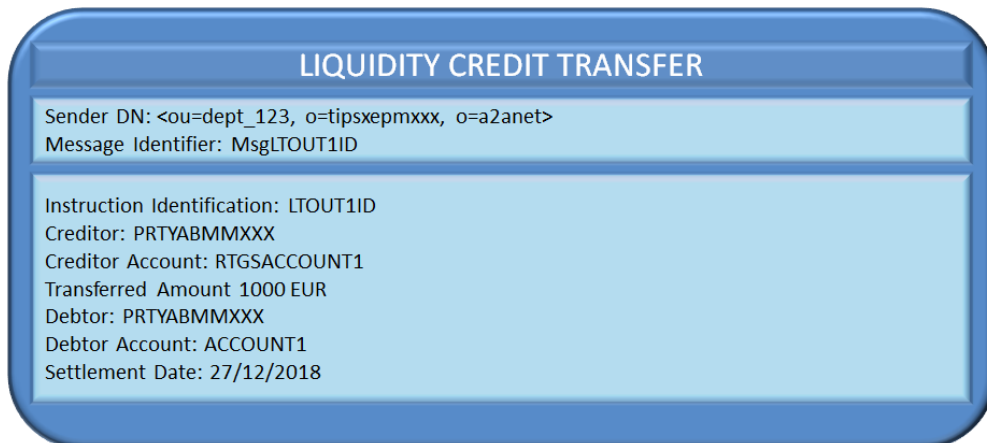 LIQUIDITY CREDIT TRANSFER
Sender DN: <ou=dept_123, o=tipsxepmxxx, o=a2anet>
Message Identifier: MsgLTOUT1ID
Instruction Identification: LTOUT1ID
Creditor: PRTYABMMXXX
Creditor Account: RTGSACCOUNT1
Transferred Amount 1000 EUR
Debtor: PRTYABMMXXX
Debtor Account: ACCOUNT1
Settlement Date: 27/12/2018